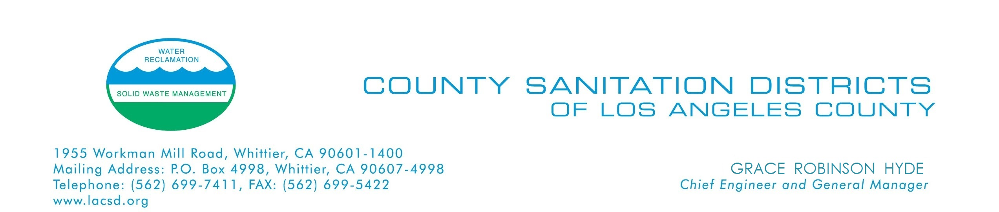 WATER
RECLAMATION
SOLID WASTE MANAGEMENT
COUNTY SANITATION DISTRICTS
OF LOS ANGELES COUNTY
1955 Workman Mill Road, Whittier, CA 90601-1400
Mailing Address: P.O. Box 4998, Whittier, CA 90607-4998
Telephone: (562) 699-7411, FAX: (562) 699-5422
www.lacsd.org
GRACE ROBINSON HYDE
Chief Engineer and General Manager